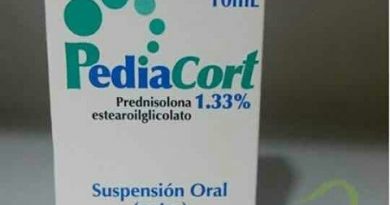 10mL
PediaCort
Prednisolona 1.33%
estearoilglicolato
Suspensión Oral